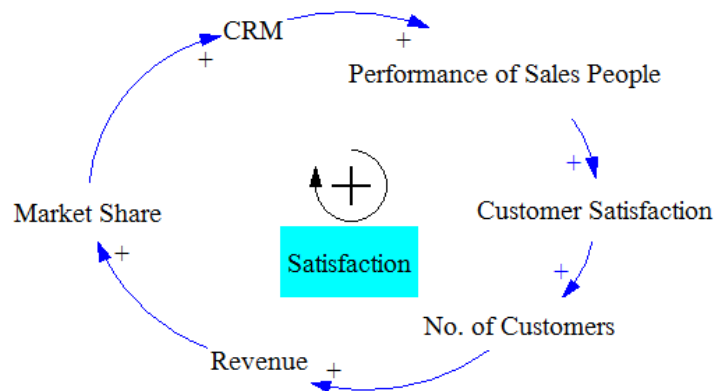 CRM
+
+
Performance of Sales People
+
Customer Satisfaction
+
No. of Customers
+
Revenue
+
Market Share
+
Satisfaction